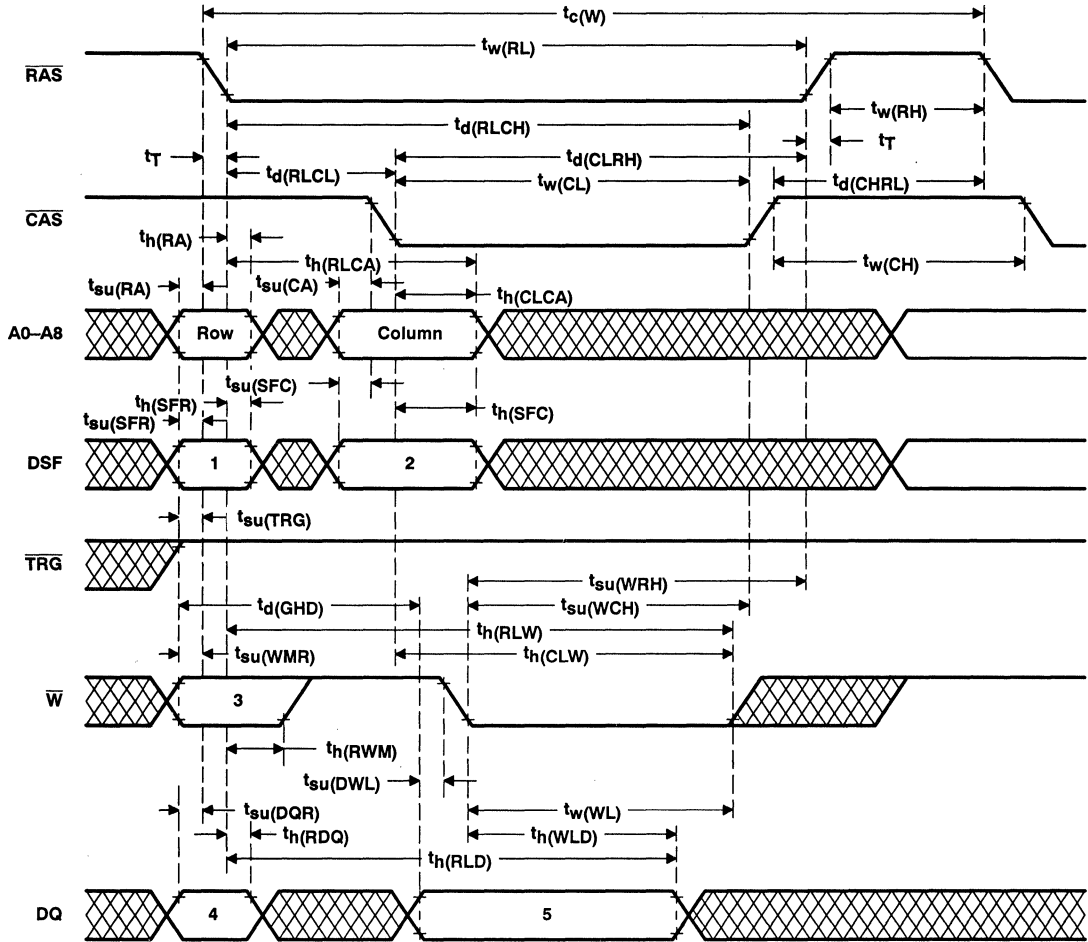 tc(W)
tw(RL)
RAS
tw(RH)
td(RLCH)
tT
tT
td(CLRH)
td(RLCL)
tw(CL)
td(CHRL)
CAS
th(RA)
th(RLCA)
tw(CH)
tsu(RA)
tsu(CA)
th(CLCA)
A0–A8
Row
Column
tsu(SFC)
th(SFR)
th(SFC)
tsu(SFR)
DSF
1
2
tsu(TRG)
TRG
tsu(WRH)
td(GHD)
tsu(WCH)
th(RLW)
tsu(WMR)
th(CLW)
W
3
th(RWM)
tsu(DWL)
tsu(DQR)
tw(WL)
th(RDQ)
th(WLD)
th(RLD)
DQ
4
5